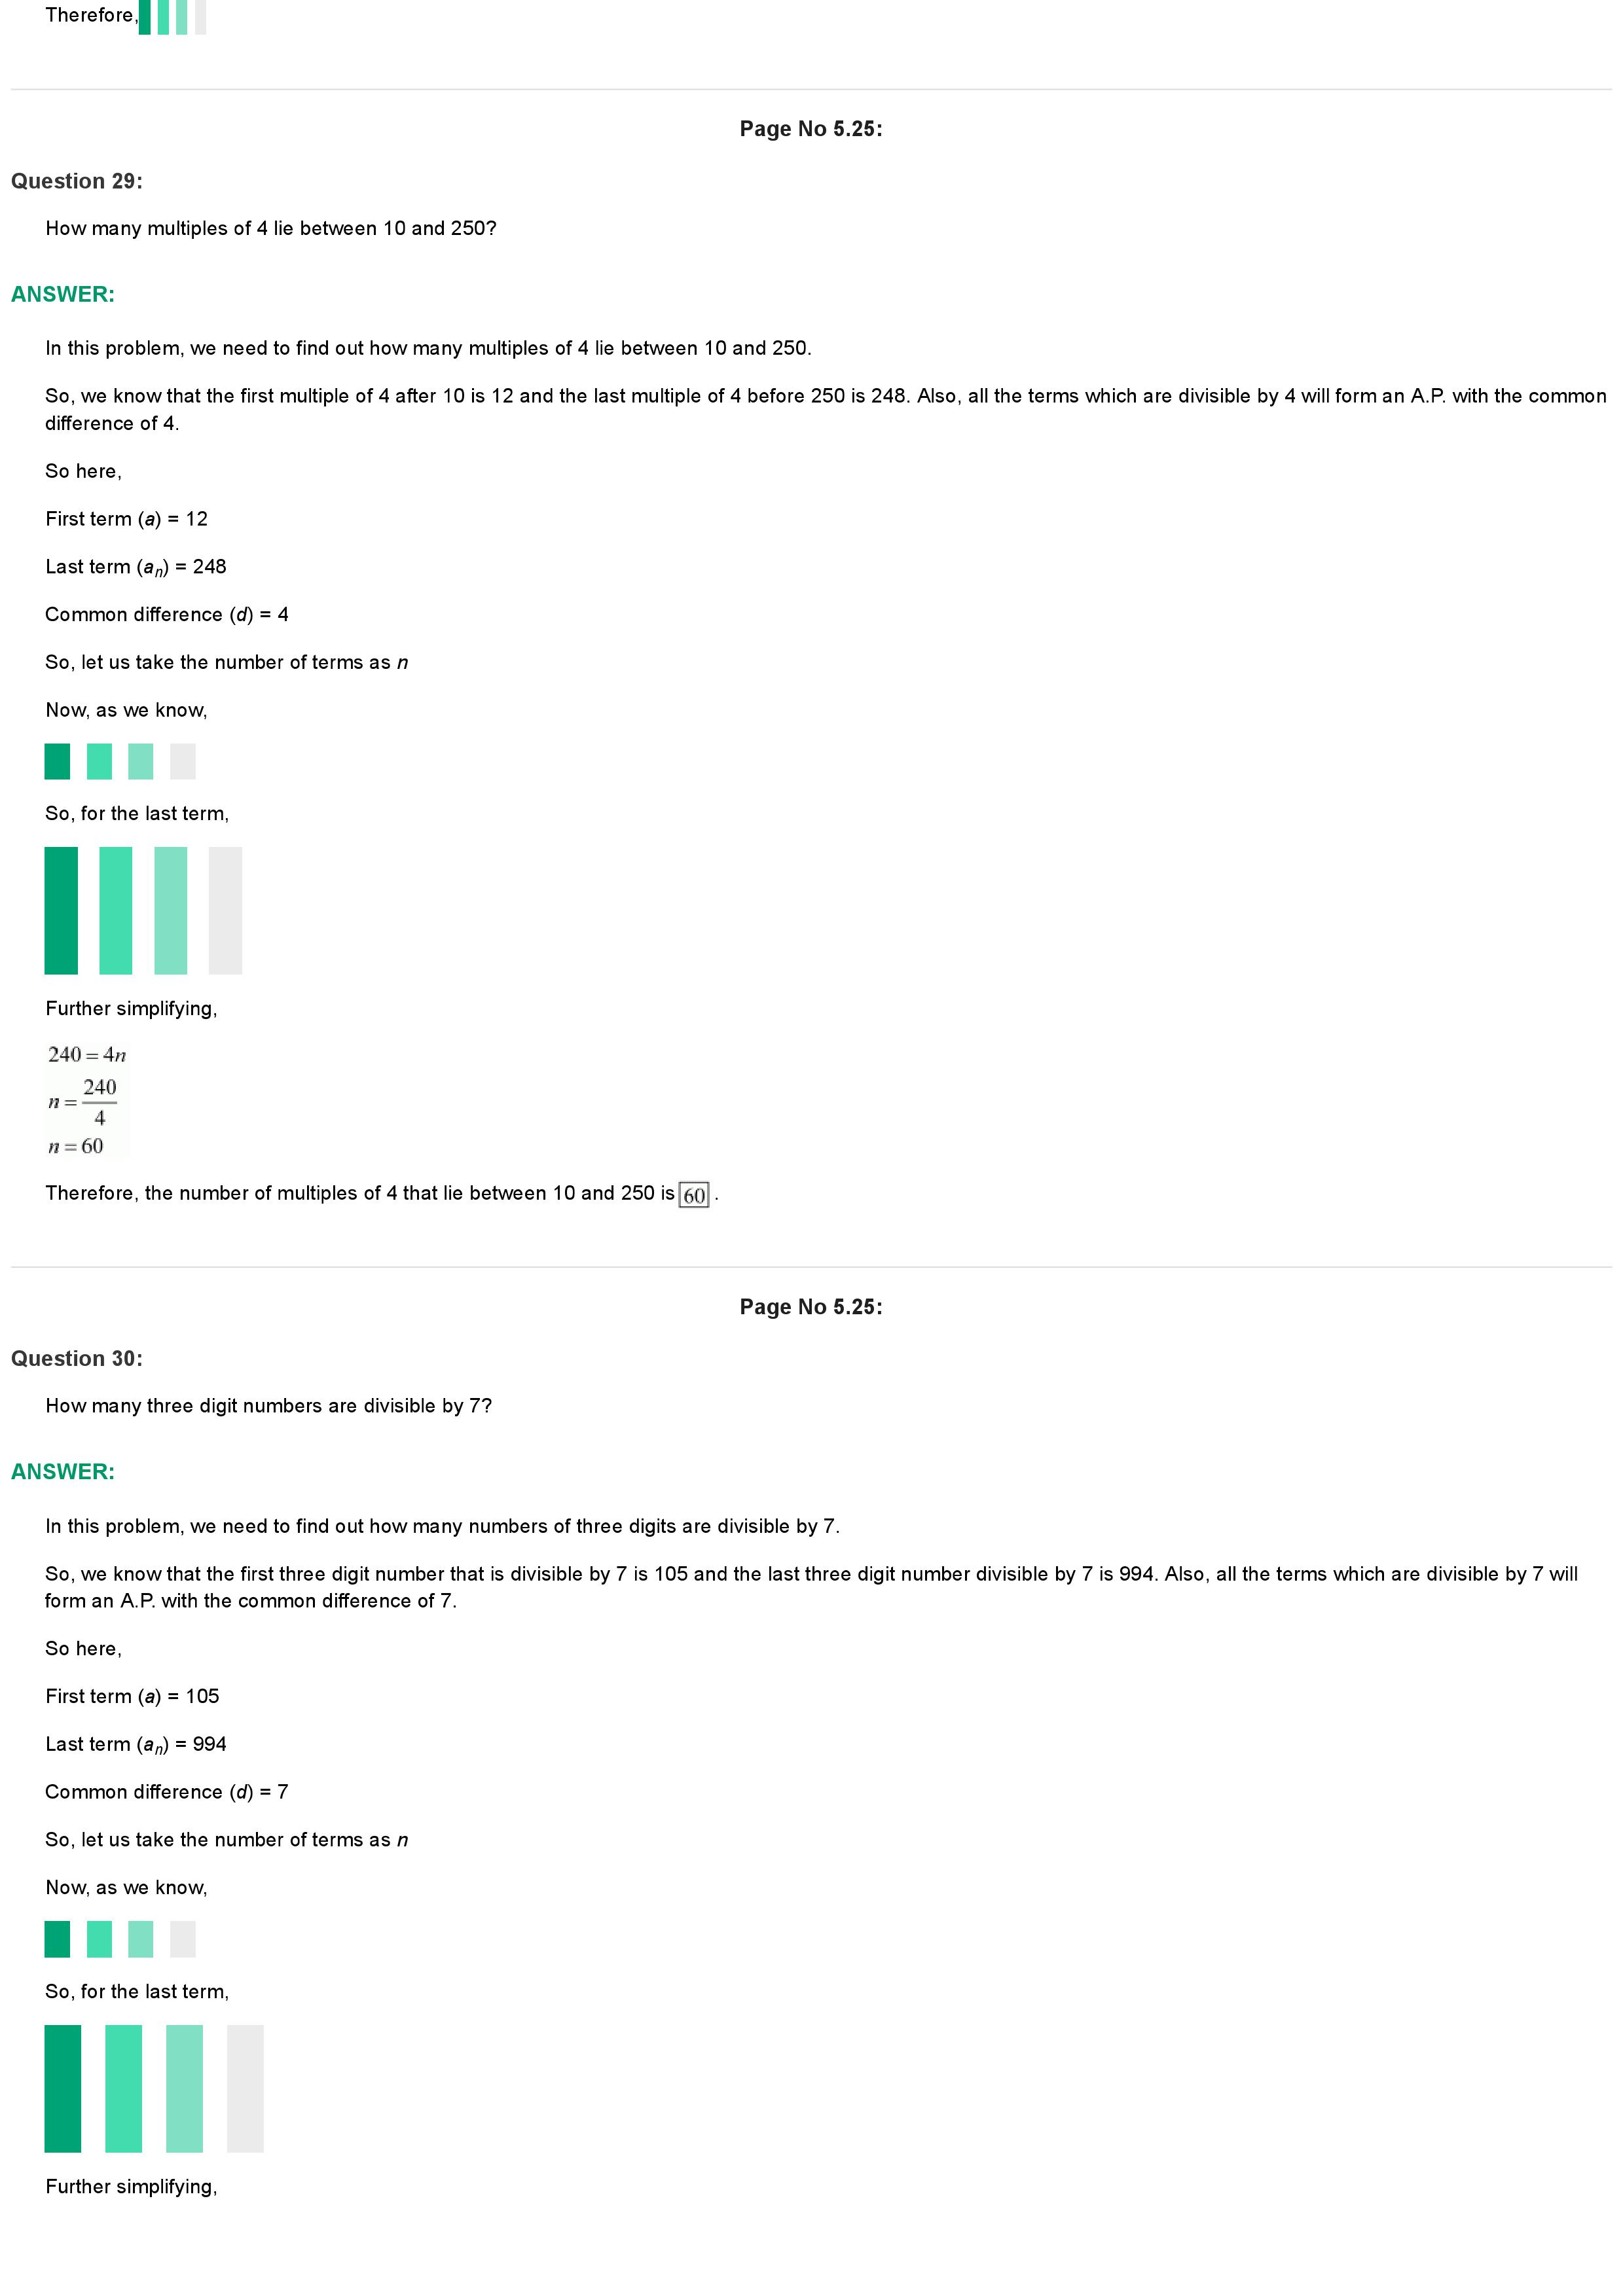 Therefore,
Page No 5.25:
Question 29:
How many multiples of 4 lie between 10 and 250?
ANSWER:
In this problem, we need to find out how many multiples of 4 lie between 10 and 250.
So, we know that the first multiple of 4 after 10 is 12 and the last multiple of 4 before 250 is 248. Also, all the terms which are divisible by 4 will form an A.P. with the common
difference of 4.
So here,
First term (a) = 12
Last term (aₙ) = 248
Common difference (d) = 4
So, let us take the number of terms as n
Now, as we know,
So, for the last term,
Further simplifying,
240 = 4n
n = 240/4
n = 60
Therefore, the number of multiples of 4 that lie between 10 and 250 is 60 .
Page No 5.25:
Question 30:
How many three digit numbers are divisible by 7?
ANSWER:
In this problem, we need to find out how many numbers of three digits are divisible by 7.
So, we know that the first three digit number that is divisible by 7 is 105 and the last three digit number divisible by 7 is 994. Also, all the terms which are divisible by 7 will
form an A.P. with the common difference of 7.
So here,
First term (a) = 105
Last term (aₙ) = 994
Common difference (d) = 7
So, let us take the number of terms as n
Now, as we know,
So, for the last term,
Further simplifying,